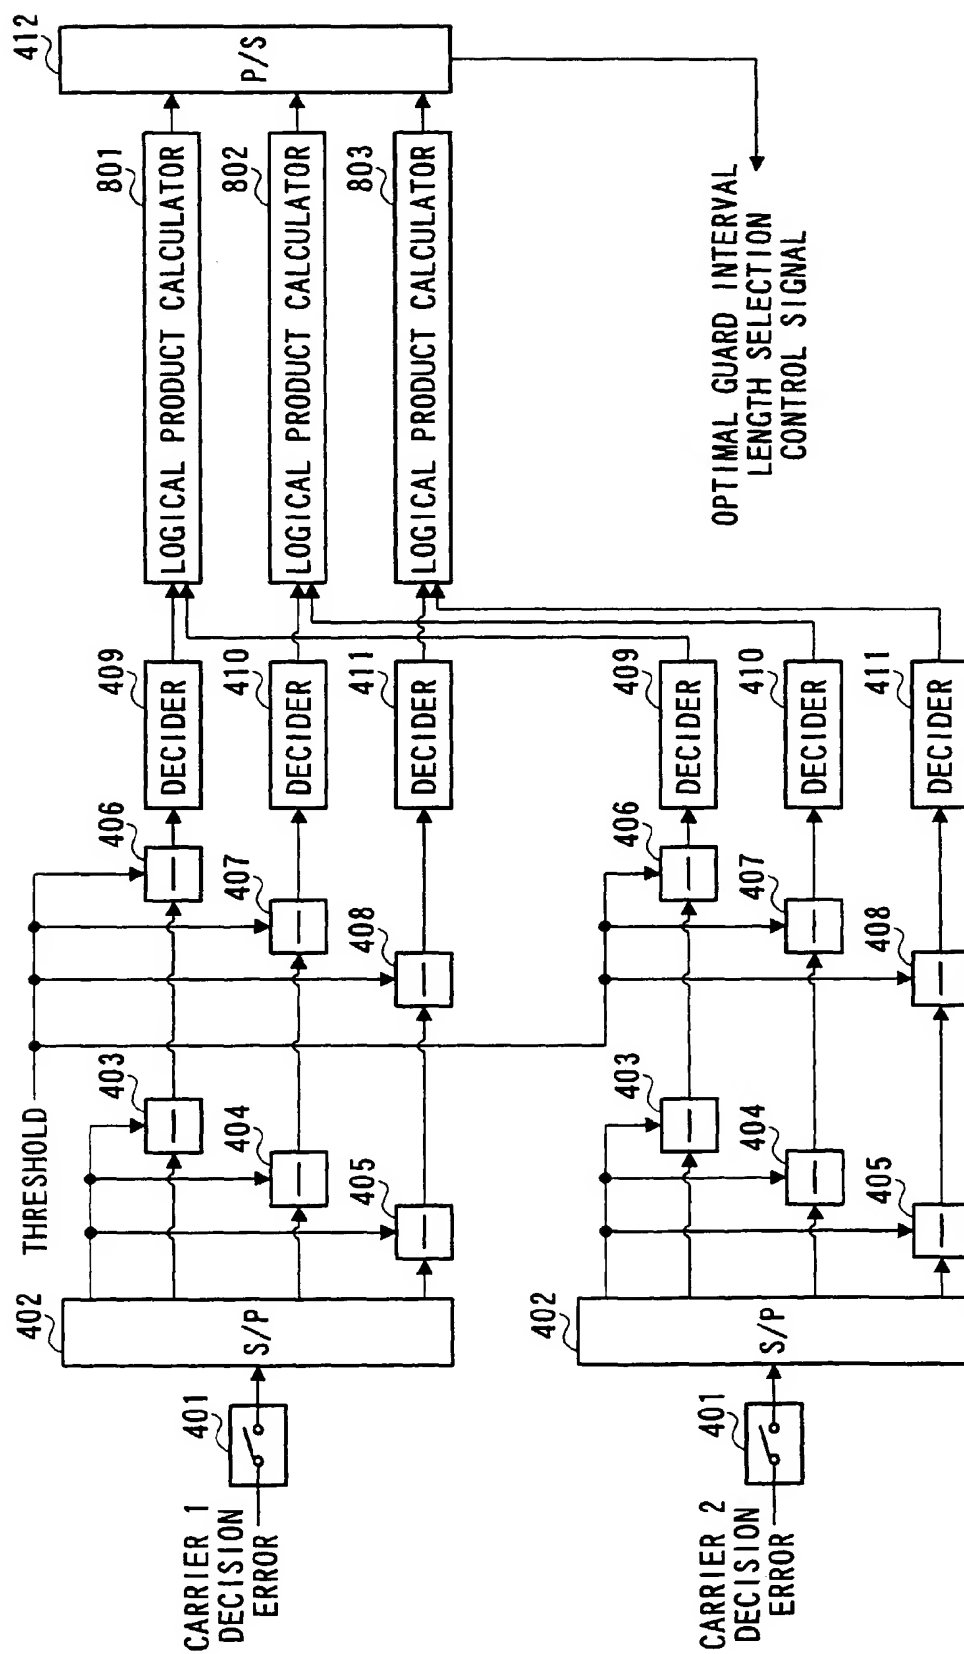 CARRIER 1
DECISION
ERROR
401
402
S/P
THRESHOLD
403
404
405
406
407
408
409
DECIDER
410
DECIDER
411
DECIDER
801
LOGICAL PRODUCT CALCULATOR
802
LOGICAL PRODUCT CALCULATOR
803
LOGICAL PRODUCT CALCULATOR
412
P/S
OPTIMAL GUARD INTERVAL
LENGTH SELECTION
CONTROL SIGNAL
CARRIER 2
DECISION
ERROR
401
402
S/P
403
404
405
406
407
408
409
DECIDER
410
DECIDER
411
DECIDER